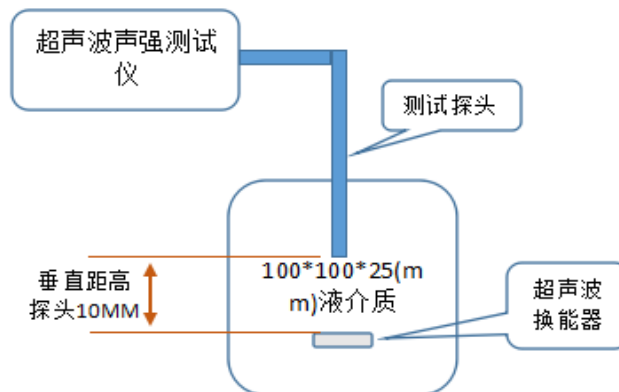 超声波声强测试
仪
测试探头
100*100*25(m
m)液介质
垂直距高
探头10MM
超声波
换能器